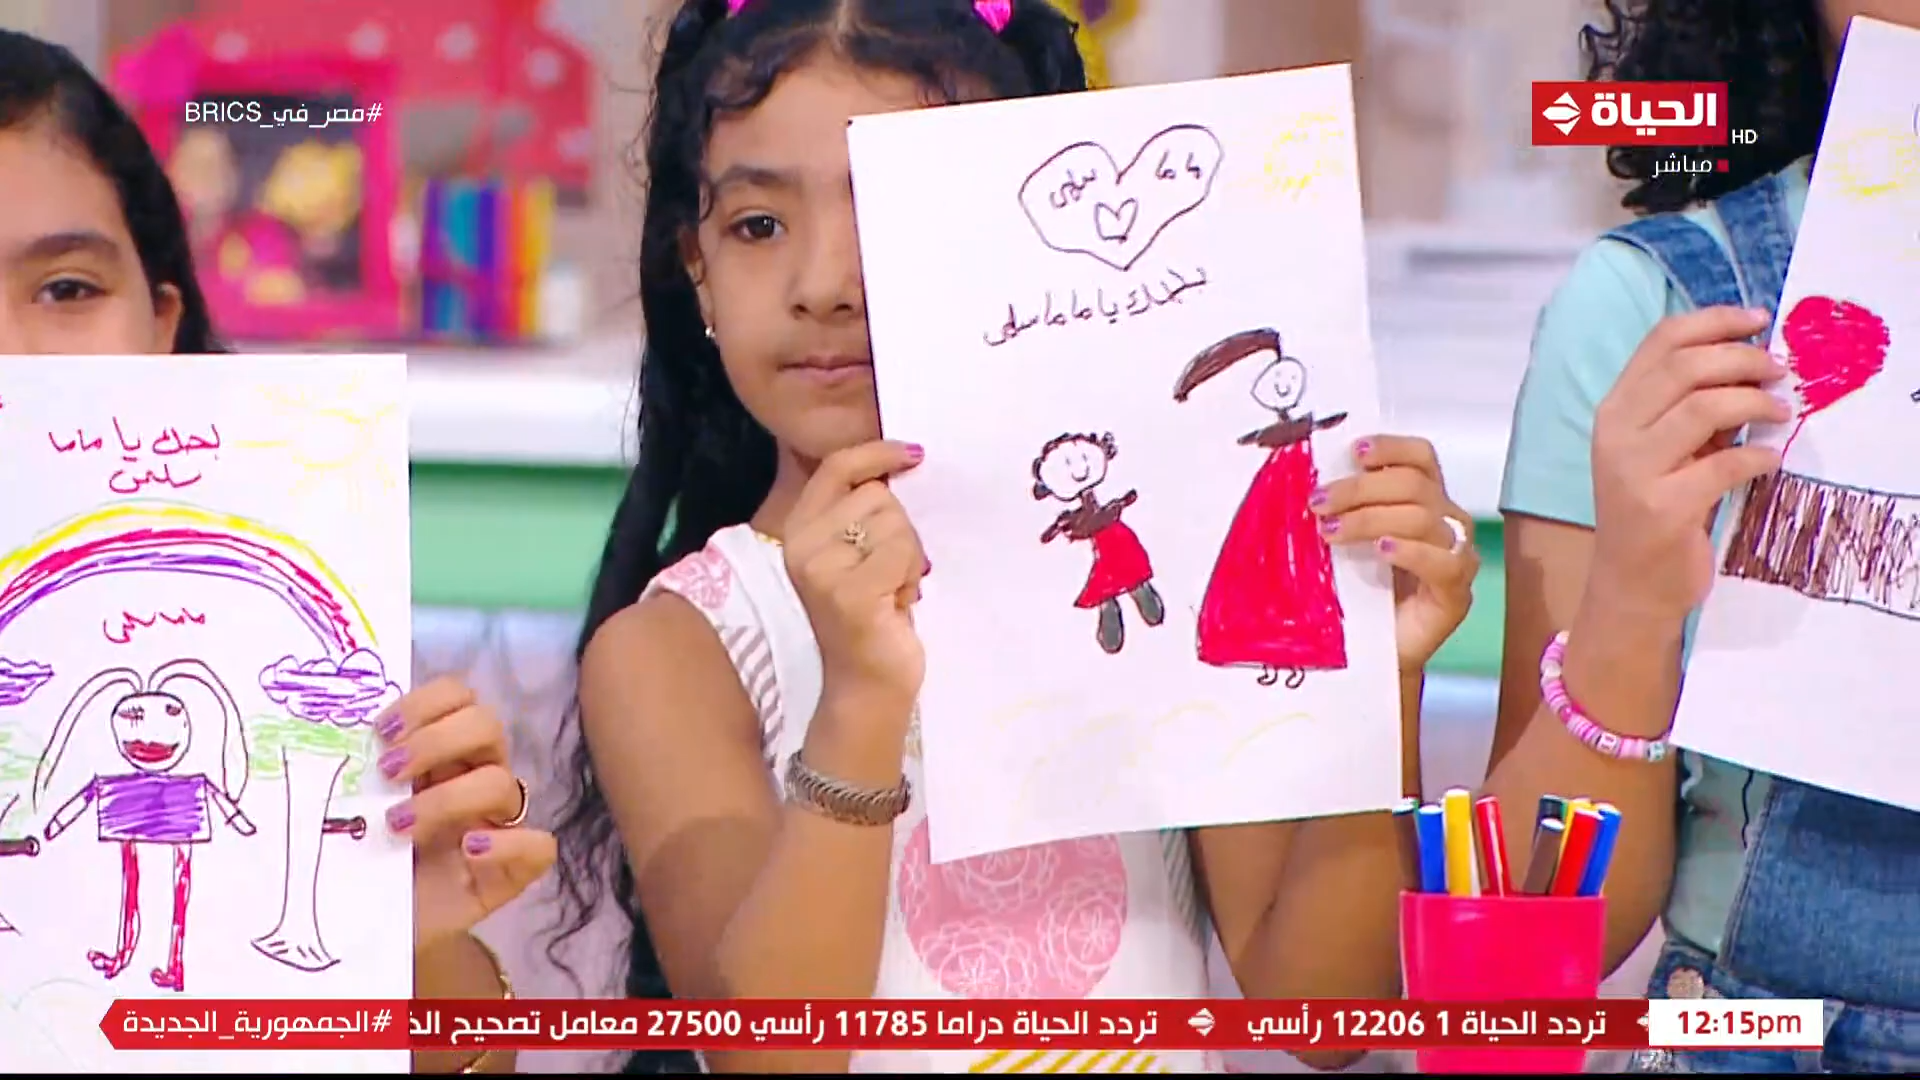 #مصر_في_BRICS
الحياة
HD
مباشر
ماما
سلمى
بحبك يا ماما سلمى
بحبك يا ماما
سلمى
ماما سلمى
#الجمهورية_الجديدة
تردد الحياة 1 12206 رأسي
تردد الحياة دراما 11785 رأسي 27500 معامل تصحيح الخ
12:15pm